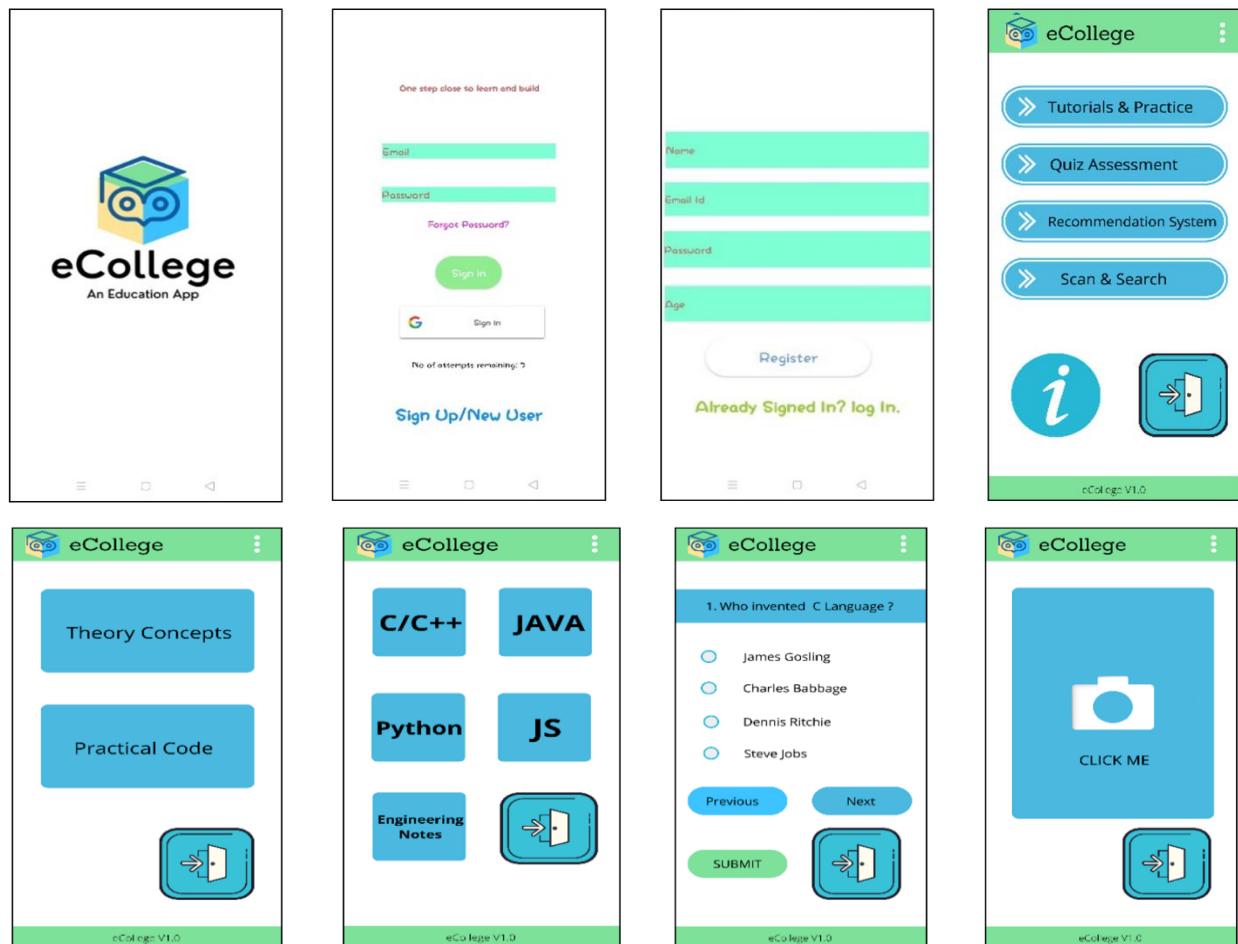 eCollege
An Education App
One step close to learn and build
Email
Password
Forgot Password?
Sign in
G
Sign in
No of attempts remaining: 5
Sign Up/New User
Name
Email Id
Password
Age
Register
Already Signed In? log In.
eCollege
Tutorials & Practice
Quiz Assessment
Recommendation System
Scan & Search
i
eCollege V1.0
eCollege
Theory Concepts
Practical Code
eCollege V1.0
eCollege
C/C++
JAVA
Python
JS
Engineering
Notes
eCollege V1.0
eCollege
1. Who invented C Language ?
James Gosling
Charles Babbage
Dennis Ritchie
Steve Jobs
Previous
Next
SUBMIT
eCollege V1.0
eCollege
CLICK ME
eCollege V1.0